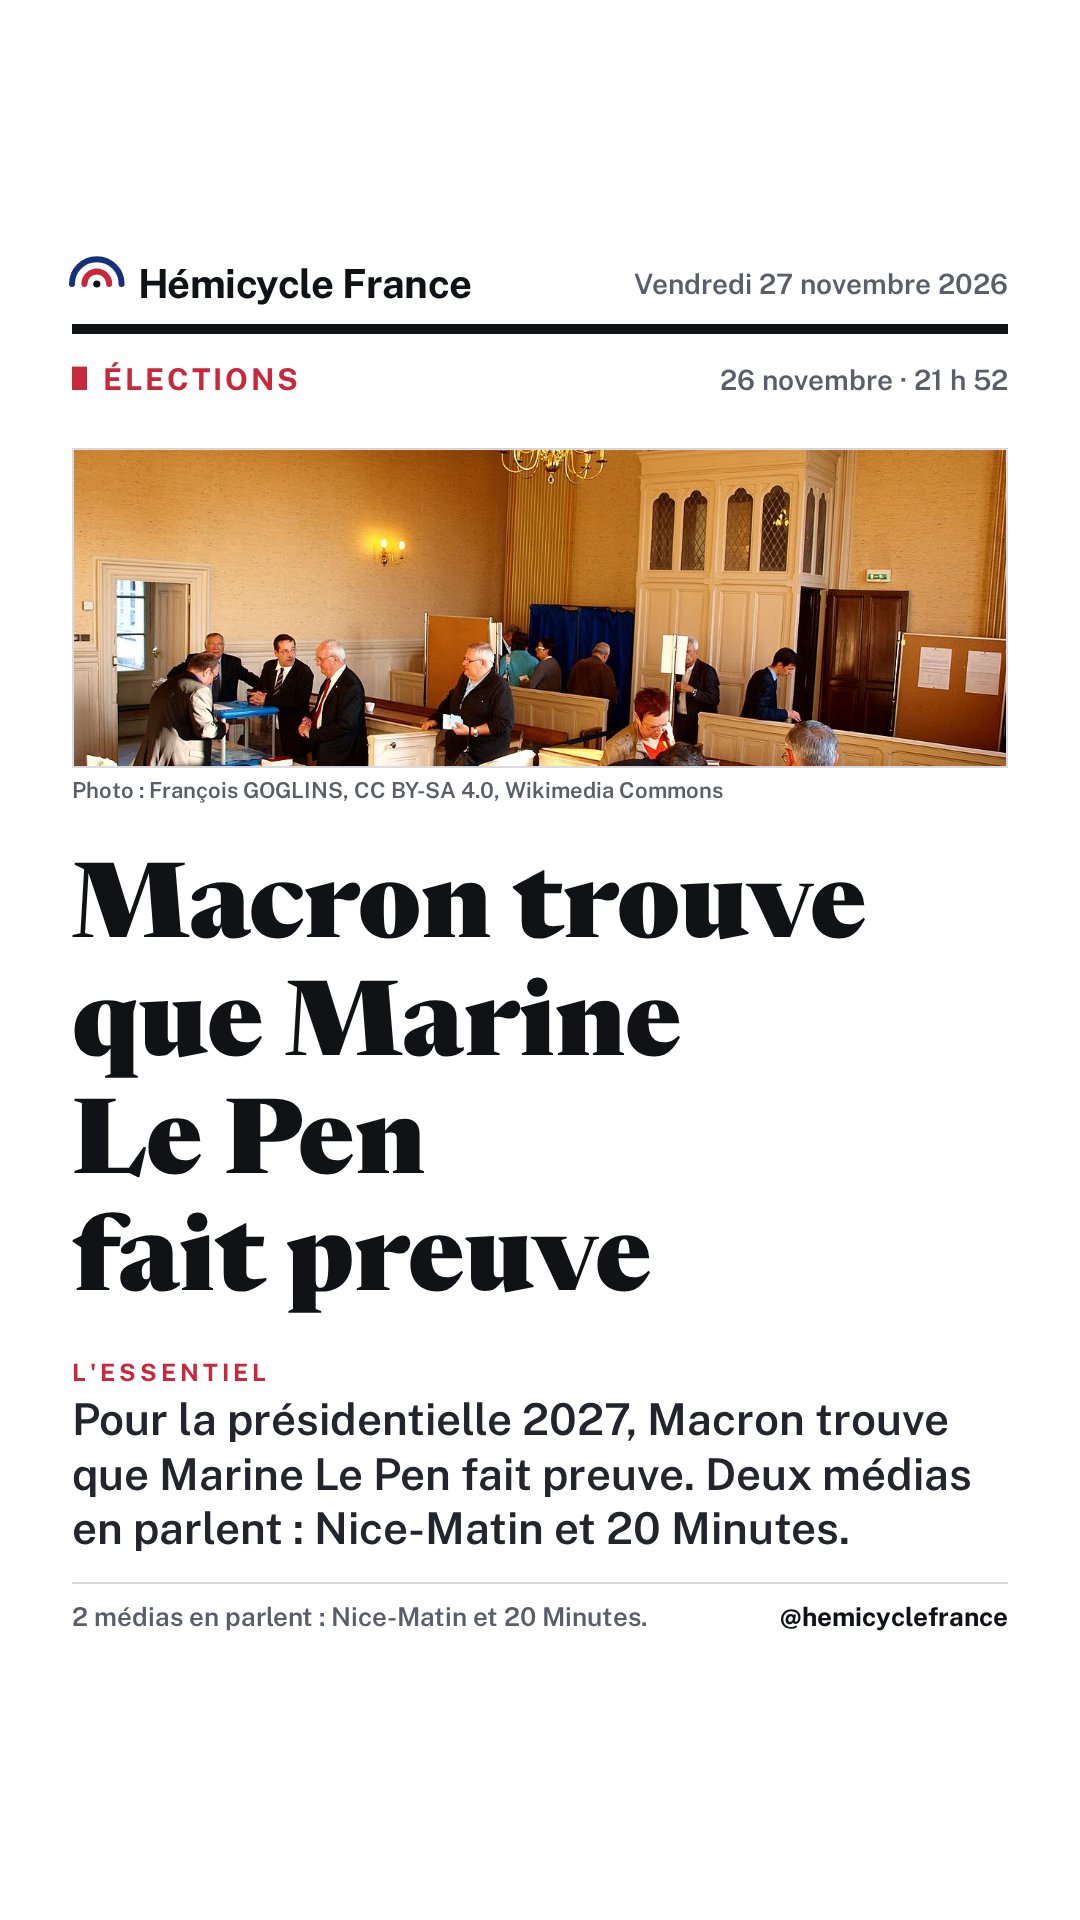 Hémicycle France
Vendredi 27 novembre 2026
ÉLECTIONS
26 novembre · 21 h 52
Photo : François GOGLINS, CC BY-SA 4.0, Wikimedia Commons
Macron trouve
que Marine
Le Pen
fait preuve
L'ESSENTIEL
Pour la présidentielle 2027, Macron trouve
que Marine Le Pen fait preuve. Deux médias
en parlent : Nice-Matin et 20 Minutes.
2 médias en parlent : Nice-Matin et 20 Minutes.
@hemicyclefrance